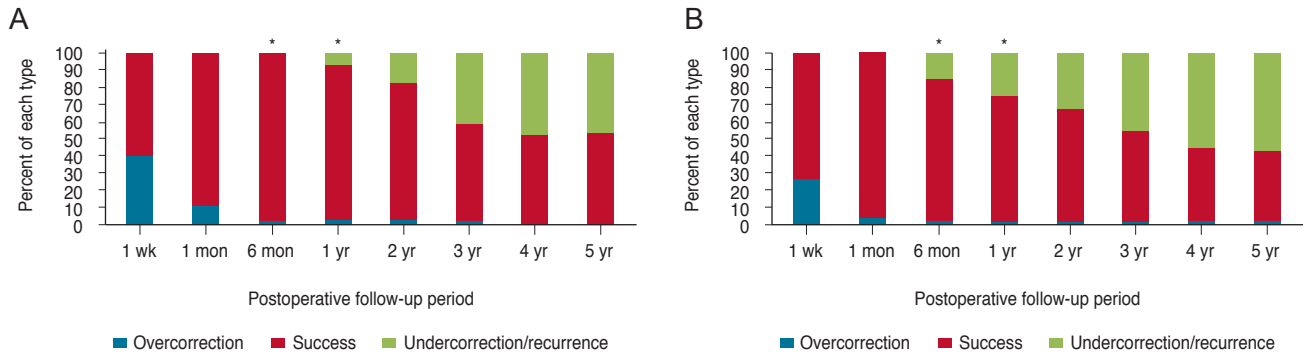 A
* *
100
90
80
70
60
50
40
30
20
10
0
Percent of each type
1 wk 1 mon 6 mon 1 yr 2 yr 3 yr 4 yr 5 yr
Postoperative follow-up period
Overcorrection Success Undercorrection/recurrence
B
* *
100
90
80
70
60
50
40
30
20
10
0
Percent of each type
1 wk 1 mon 6 mon 1 yr 2 yr 3 yr 4 yr 5 yr
Postoperative follow-up period
Overcorrection Success Undercorrection/recurrence